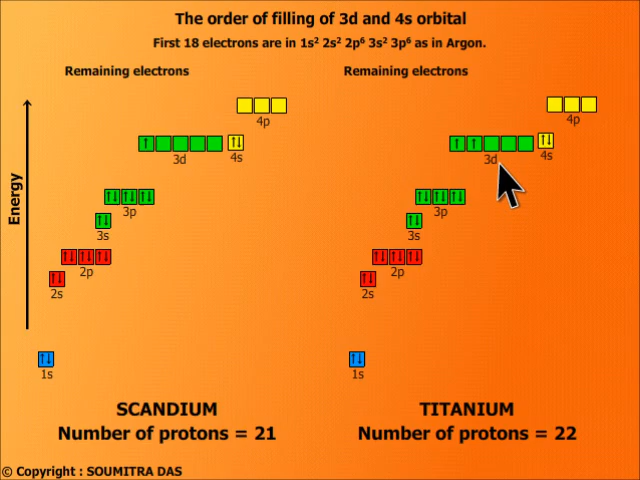 The order of filling of 3d and 4s orbital
First 18 electrons are in 1s² 2s² 2p⁶ 3s² 3p⁶ as in Argon.
Remaining electrons
Remaining electrons
4p
4p
3d
4s
3d
4s
Energy
3p
3p
3s
3s
2p
2p
2s
2s
1s
1s
SCANDIUM
Number of protons = 21
TITANIUM
Number of protons = 22
© Copyright : SOUMITRA DAS